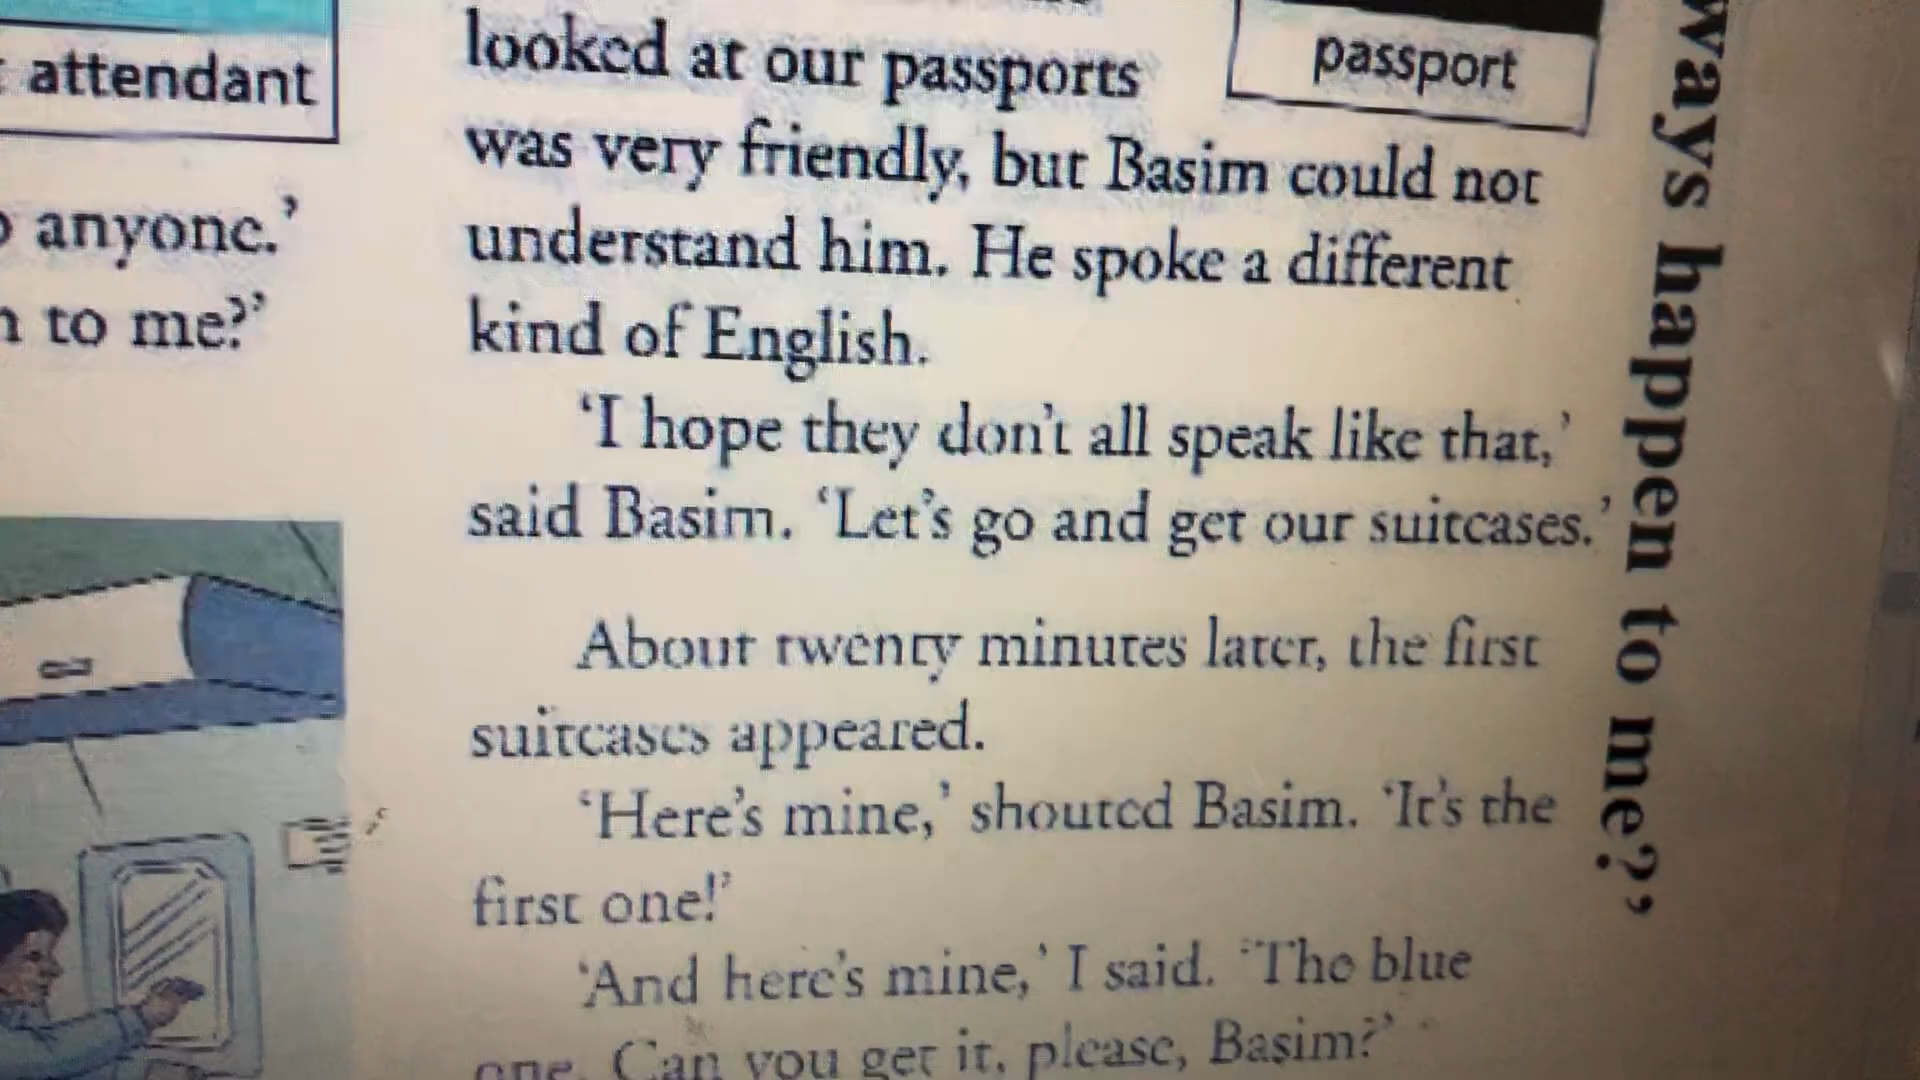 attendant
anyone.’
to me?’
looked at our passports
was very friendly, but Basim could not
understand him. He spoke a different
kind of English.
‘I hope they don't all speak like that,’
said Basim. ‘Let's go and get our suitcases.’
About twenty minutes later, the first
suitcases appeared.
‘Here's mine,’ shouted Basim. ‘It's the
first one!’
‘And here's mine,’ I said. ‘The blue
one. Can you get it, please, Basim?’
passport
ways happen to me?”